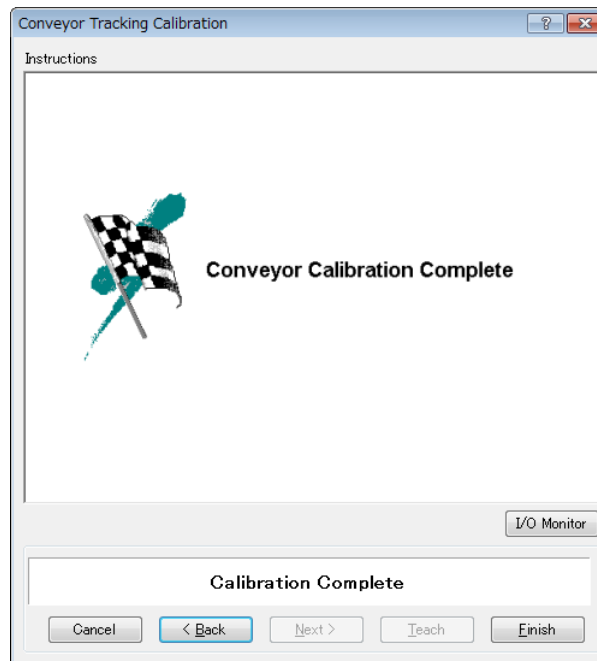 Conveyor Tracking Calibration
Instructions
Conveyor Calibration Complete
I/O Monitor
Calibration Complete
Cancel
< Back
Next >
Teach
Finish